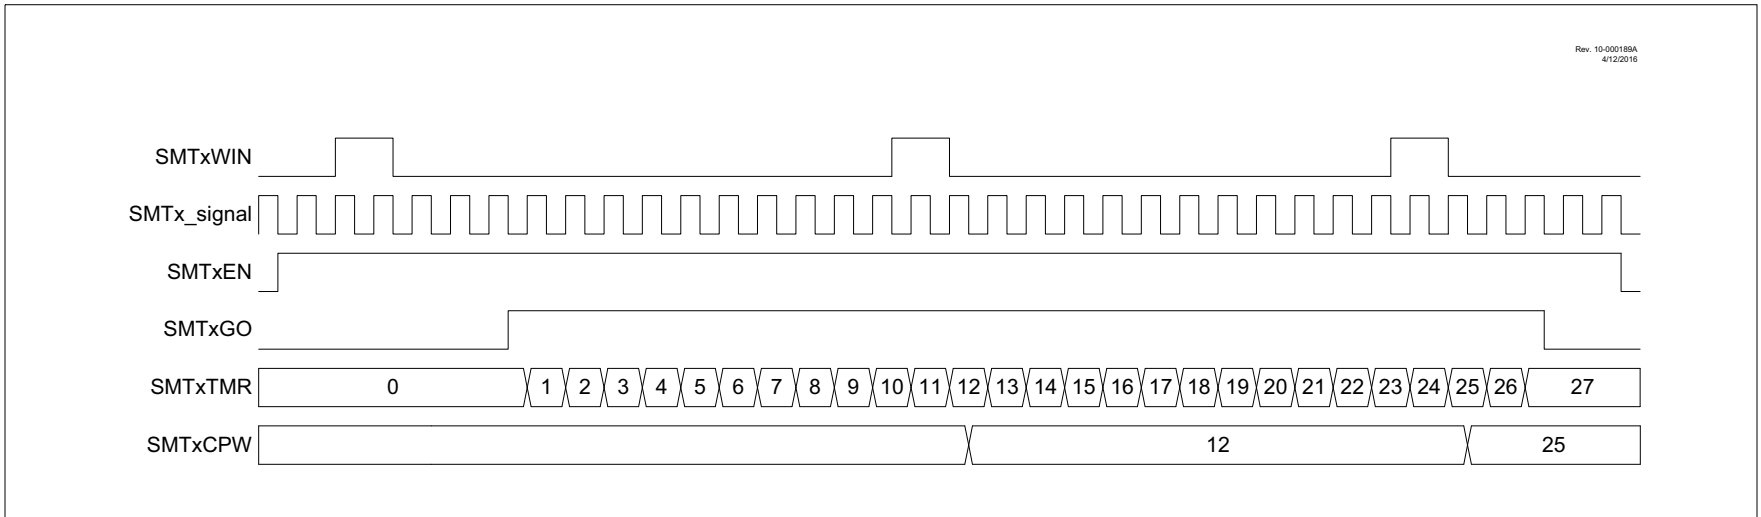 Rev. 10-000189A
4/12/2016
SMTxWIN
SMTx_signal
SMTxEN
SMTxGO
SMTxTMR 0 1 2 3 4 5 6 7 8 9 10 11 12 13 14 15 16 17 18 19 20 21 22 23 24 25 26 27
SMTxCPW 12 25